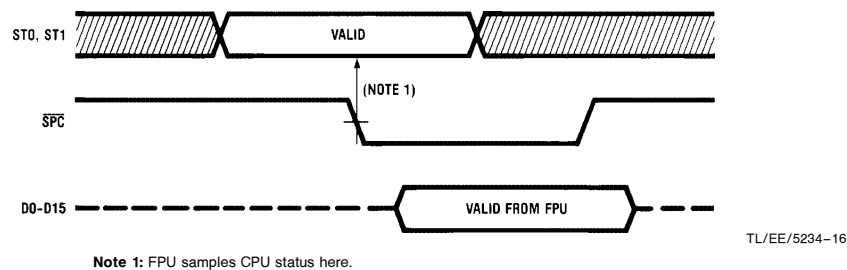 ST0, ST1
VALID
(NOTE 1)
SPC
D0-D15
VALID FROM FPU
TL/EE/5234–16
Note 1: FPU samples CPU status here.